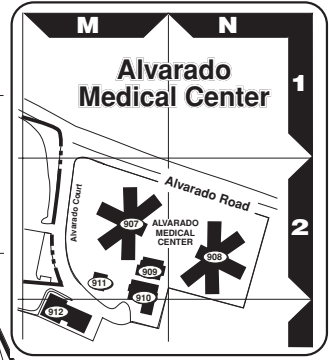 M N
Alvarado
Medical Center
1
Alvarado Road
Alvarado Court
907
ALVARADO
MEDICAL
CENTER
2
908
909
911
910
912